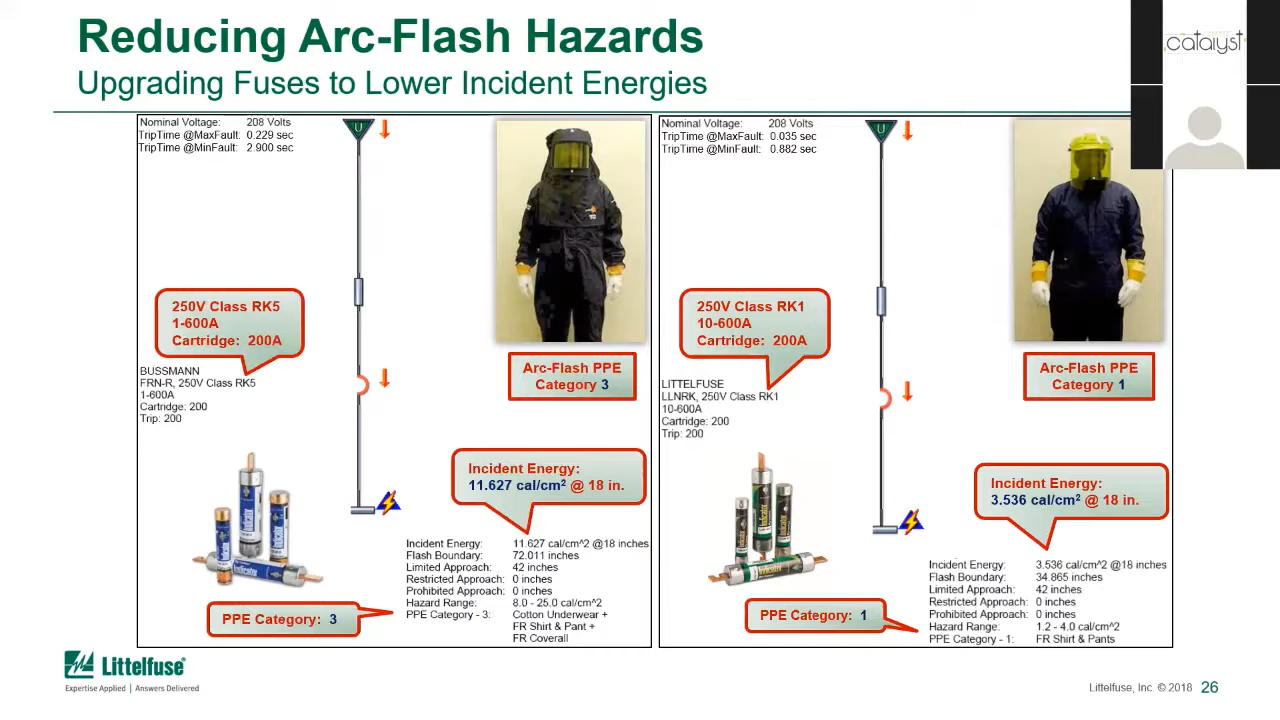 Reducing Arc-Flash Hazards
Upgrading Fuses to Lower Incident Energies
catalyst
Nominal Voltage: 208 Volts
TripTime @MaxFault: 0.229 sec
TripTime @MinFault: 2.900 sec
U
250V Class RK5
1-600A
Cartridge: 200A
BUSSMANN
FRN-R, 250V Class RK5
1-600A
Cartridge: 200
Trip: 200
Arc-Flash PPE
Category 3
Incident Energy:
11.627 cal/cm² @ 18 in.
Incident Energy: 11.627 cal/cm^2 @18 inches
Flash Boundary: 72.011 inches
Limited Approach: 42 inches
Restricted Approach: 0 inches
Prohibited Approach: 0 inches
Hazard Range: 8.0 - 25.0 cal/cm^2
PPE Category - 3: Cotton Underwear +
FR Shirt & Pant +
FR Coverall
Indicator
Indicator
Indicator
PPE Category: 3
Nominal Voltage: 208 Volts
TripTime @MaxFault: 0.035 sec
TripTime @MinFault: 0.882 sec
U
250V Class RK1
10-600A
Cartridge: 200A
LITTELFUSE
LLNRK, 250V Class RK1
10-600A
Cartridge: 200
Trip: 200
Arc-Flash PPE
Category 1
Incident Energy:
3.536 cal/cm² @ 18 in.
Incident Energy: 3.536 cal/cm^2 @18 inches
Flash Boundary: 34.865 inches
Limited Approach: 42 inches
Restricted Approach: 0 inches
Prohibited Approach: 0 inches
Hazard Range: 1.2 - 4.0 cal/cm^2
PPE Category - 1: FR Shirt & Pants
Indicator
Indicator
PPE Category: 1
Littelfuse®
Expertise Applied | Answers Delivered
Littelfuse, Inc. © 2018 26